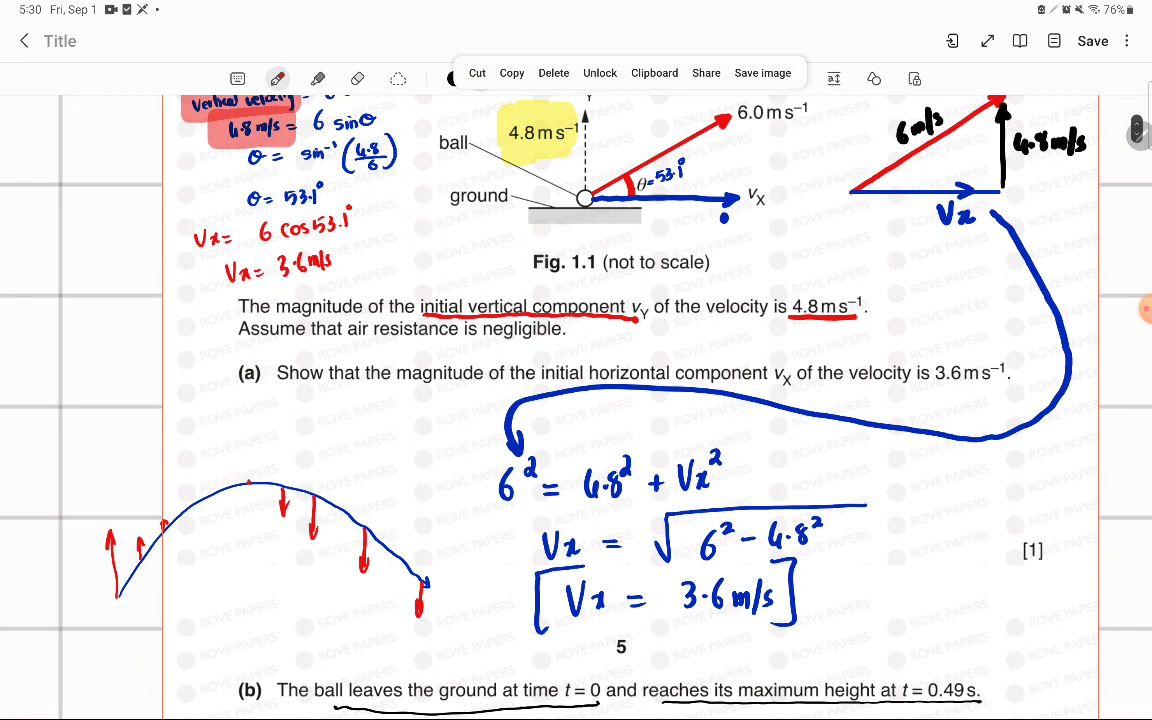 5:30 Fri, Sep 1
76%
Title
Save
Cut Copy Delete Unlock Clipboard Share Save image
Vertical velocity =
4.8 m/s = 6 sinθ
θ = sin⁻¹ (4.8/6)
θ = 53.1°
Vx = 6 cos53.1°
Vx = 3.6 m/s
Y
4.8 m s⁻¹
6.0 m s⁻¹
ball
θ=53.1°
ground
vX
6 m/s
4.8 m/s
Vx
Fig. 1.1 (not to scale)
The magnitude of the initial vertical component vY of the velocity is 4.8 m s⁻¹.
Assume that air resistance is negligible.
(a) Show that the magnitude of the initial horizontal component vX of the velocity is 3.6 m s⁻¹.
6² = 4.8² + Vx²
Vx = √6² − 4.8²
[1]
[Vx = 3.6 m/s]
5
(b) The ball leaves the ground at time t = 0 and reaches its maximum height at t = 0.49 s.
ROVE PAPERS